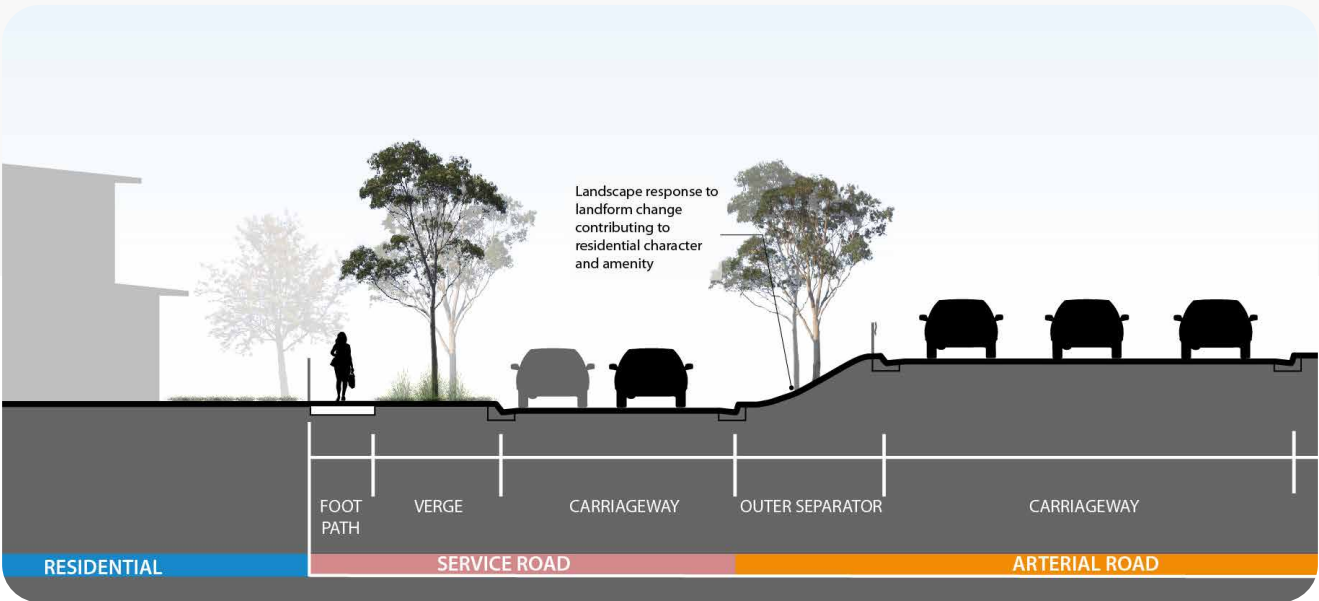 Landscape response to
landform change
contributing to
residential character
and amenity
FOOT
PATH
VERGE
CARRIAGEWAY
OUTER SEPARATOR
CARRIAGEWAY
RESIDENTIAL
SERVICE ROAD
ARTERIAL ROAD